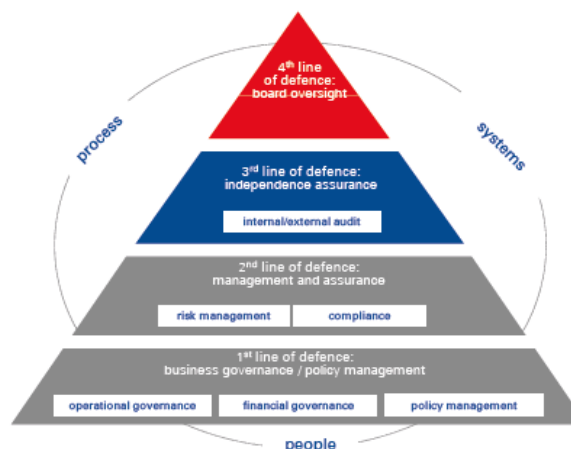 4th line
of defence:
board oversight
process
systems
3rd line of defence:
independence assurance
internal/external audit
2nd line of defence:
management and assurance
risk management
compliance
1st line of defence:
business governance / policy management
operational governance
financial governance
policy management
people